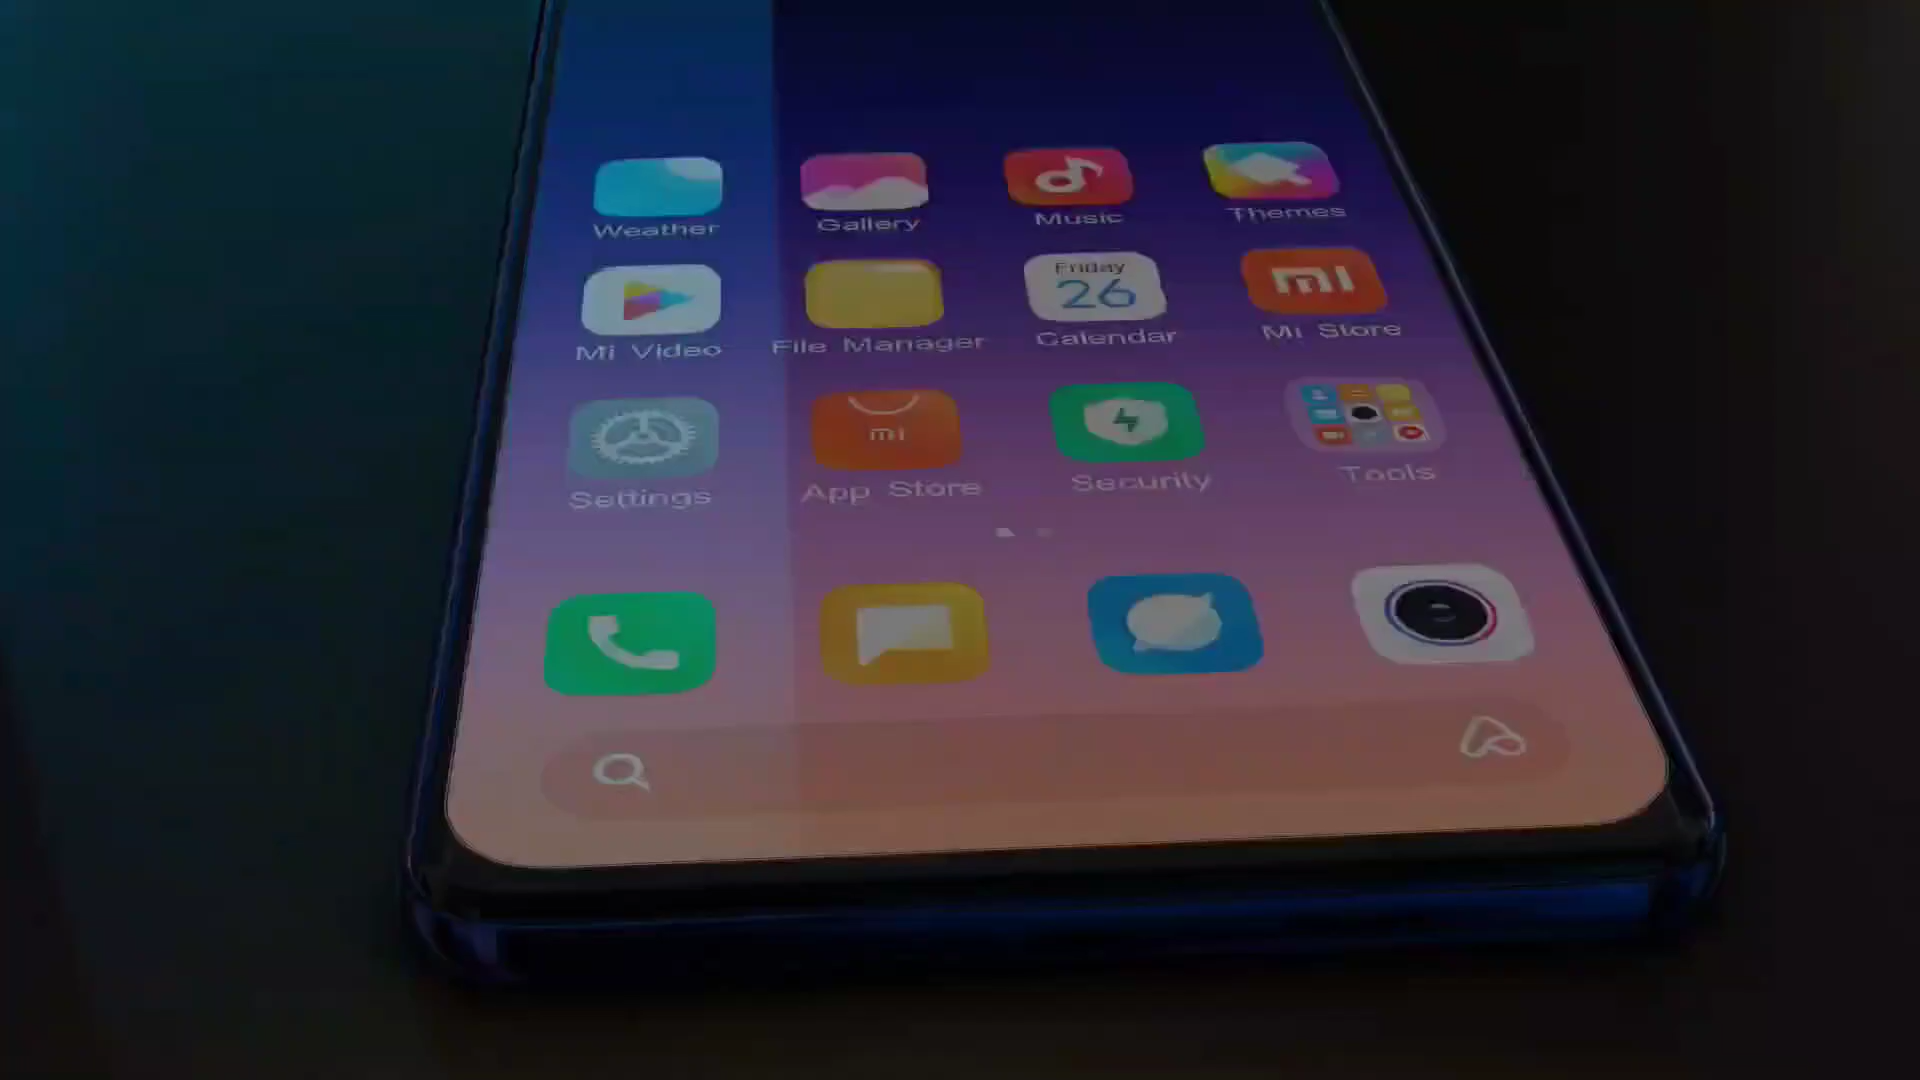 Weather Gallery Music Themes
Friday
26
mi
Mi Video File Manager Calendar Mi Store
mi
Settings App Store Security Tools